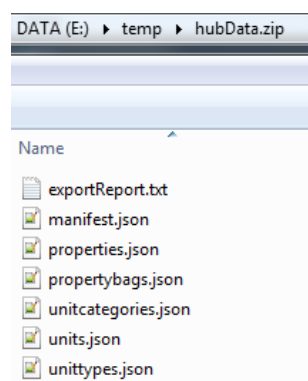 DATA (E:) ▸ temp ▸ hubData.zip
Name
exportReport.txt
manifest.json
properties.json
propertybags.json
unitcategories.json
units.json
unittypes.json